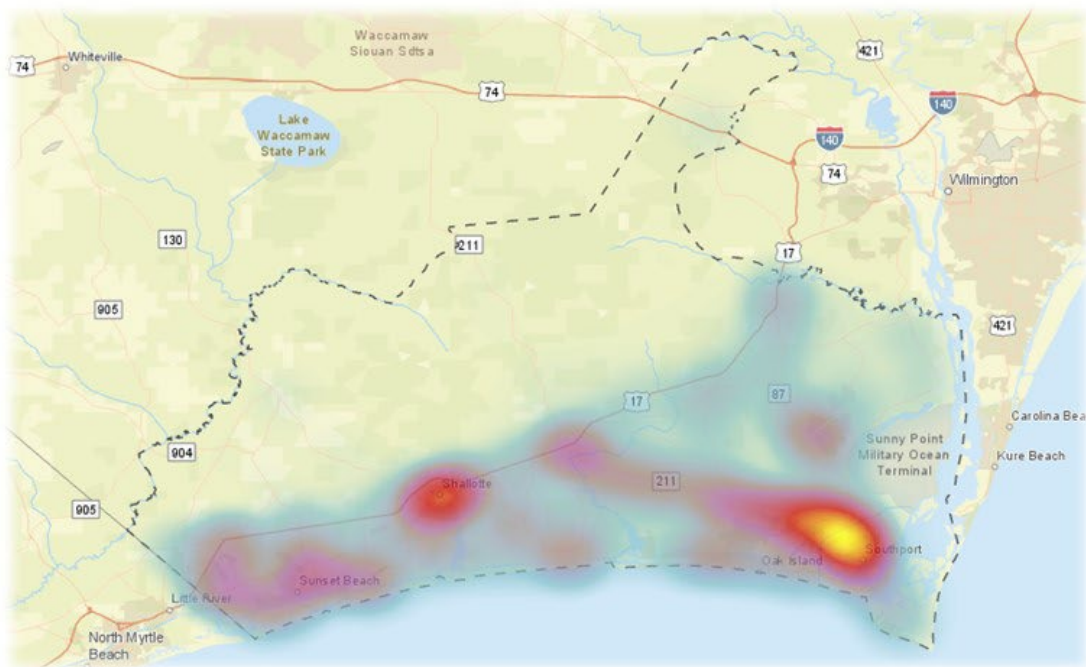 Waccamaw
Siouan Sdtsa
421
Whiteville
74
74
140
Lake
Waccamaw
State Park
140
74
Wilmington
130
211
17
905
421
17
87
Carolina Bea
904
Sunny Point
Military Ocean
Terminal
Kure Beach
Shallotte
211
905
Southport
Oak Island
Sunset Beach
Little River
North Myrtle
Beach